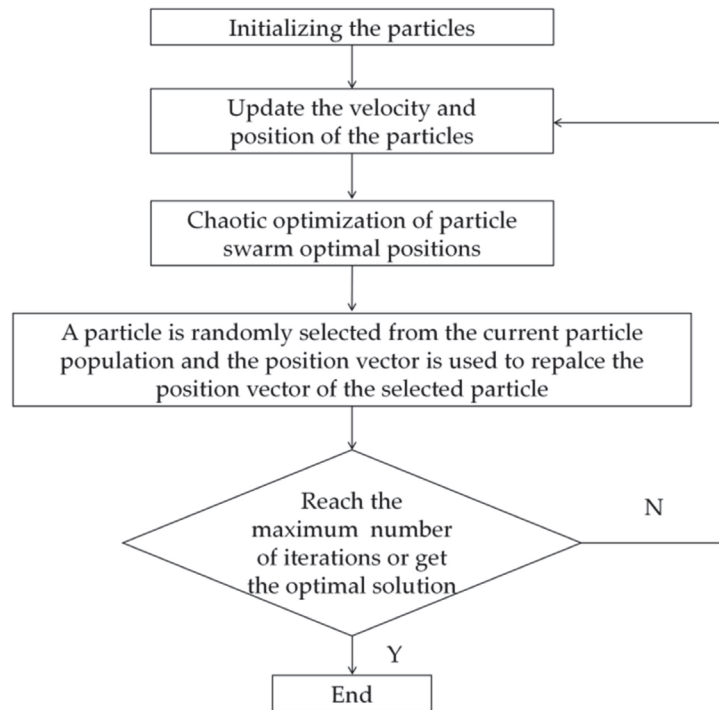 Initializing the particles
Update the velocity and
position of the particles
Chaotic optimization of particle
swarm optimal positions
A particle is randomly selected from the current particle
population and the position vector is used to repalce the
position vector of the selected particle
Reach the
maximum number
of iterations or get
the optimal solution
N
Y
End